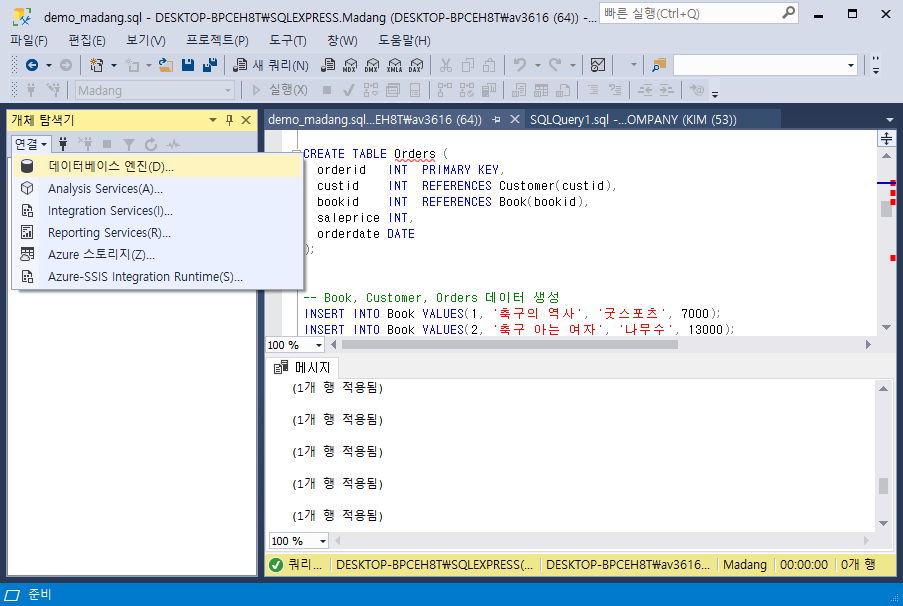 demo_madang.sql - DESKTOP-BPCEH8T₩SQLEXPRESS.Madang (DESKTOP-BPCEH8T₩av3616 (64)) -...
빠른 실행(Ctrl+Q)
파일(F) 편집(E) 보기(V) 프로젝트(P) 도구(T) 창(W) 도움말(H)
새 쿼리(N) MDX DMX XMLA DAX
Madang 실행(X)
개체 탐색기
demo_madang.sql...EH8T₩av3616 (64)) SQLQuery1.sql -...OMPANY (KIM (53))
연결
데이터베이스 엔진(D)...
Analysis Services(A)...
Integration Services(I)...
Reporting Services(R)...
Azure 스토리지(Z)...
Azure-SSIS Integration Runtime(S)...
CREATE TABLE Orders (
orderid INT PRIMARY KEY,
custid INT REFERENCES Customer(custid),
bookid INT REFERENCES Book(bookid),
saleprice INT,
orderdate DATE
);
-- Book, Customer, Orders 데이터 생성
INSERT INTO Book VALUES(1, '축구의 역사', '굿스포츠', 7000);
INSERT INTO Book VALUES(2, '축구 아는 여자', '나무수', 13000);
100 %
메시지
(1개 행 적용됨)
(1개 행 적용됨)
(1개 행 적용됨)
(1개 행 적용됨)
(1개 행 적용됨)
100 %
쿼리... DESKTOP-BPCEH8T₩SQLEXPRESS(... DESKTOP-BPCEH8T₩av3616... Madang 00:00:00 0개 행
준비